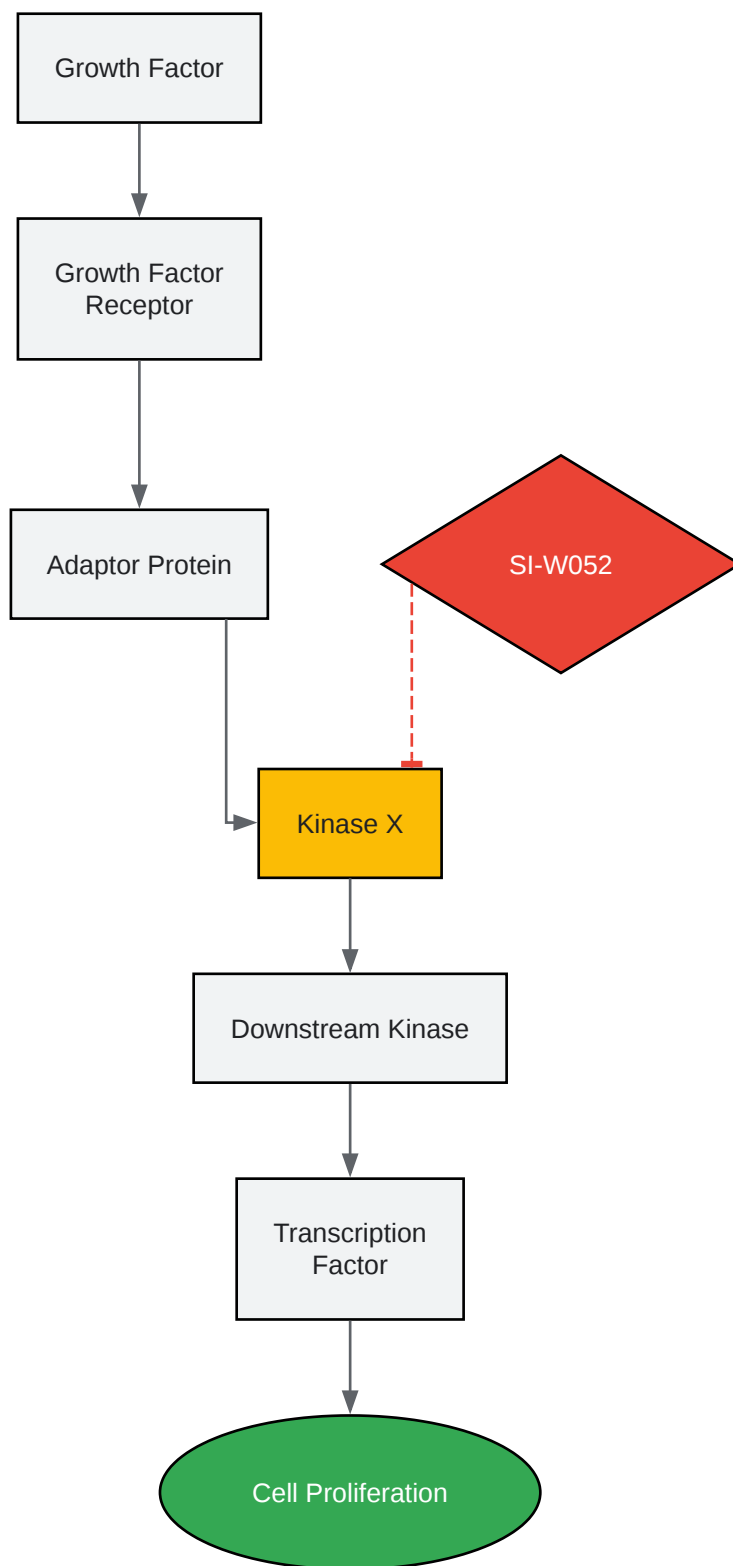 Growth Factor
Growth Factor
Receptor
Adaptor Protein
SI-W052
Kinase X
Downstream Kinase
Transcription
Factor
Cell Proliferation